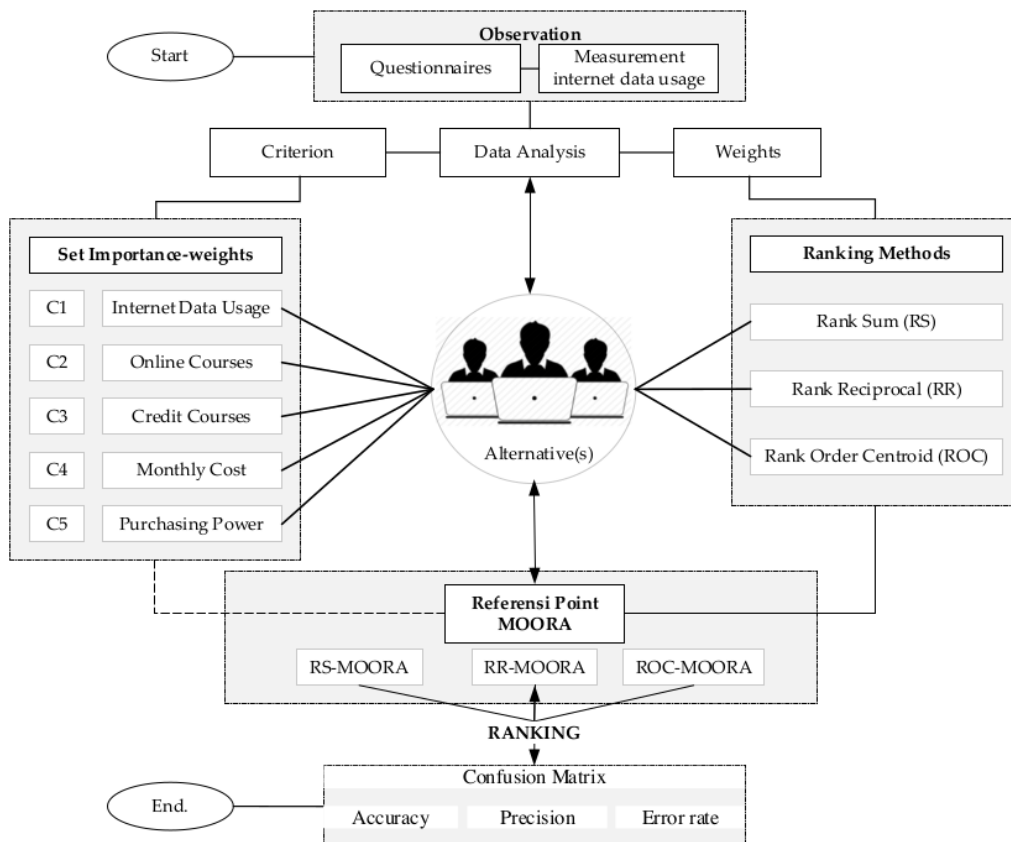 Observation
Start
Questionnaires
Measurement
internet data usage
Criterion
Data Analysis
Weights
Set Importance-weights
C1
Internet Data Usage
C2
Online Courses
C3
Credit Courses
C4
Monthly Cost
C5
Purchasing Power
Alternative(s)
Ranking Methods
Rank Sum (RS)
Rank Reciprocal (RR)
Rank Order Centroid (ROC)
Referensi Point
MOORA
RS-MOORA
RR-MOORA
ROC-MOORA
RANKING
Confusion Matrix
End.
Accuracy
Precision
Error rate